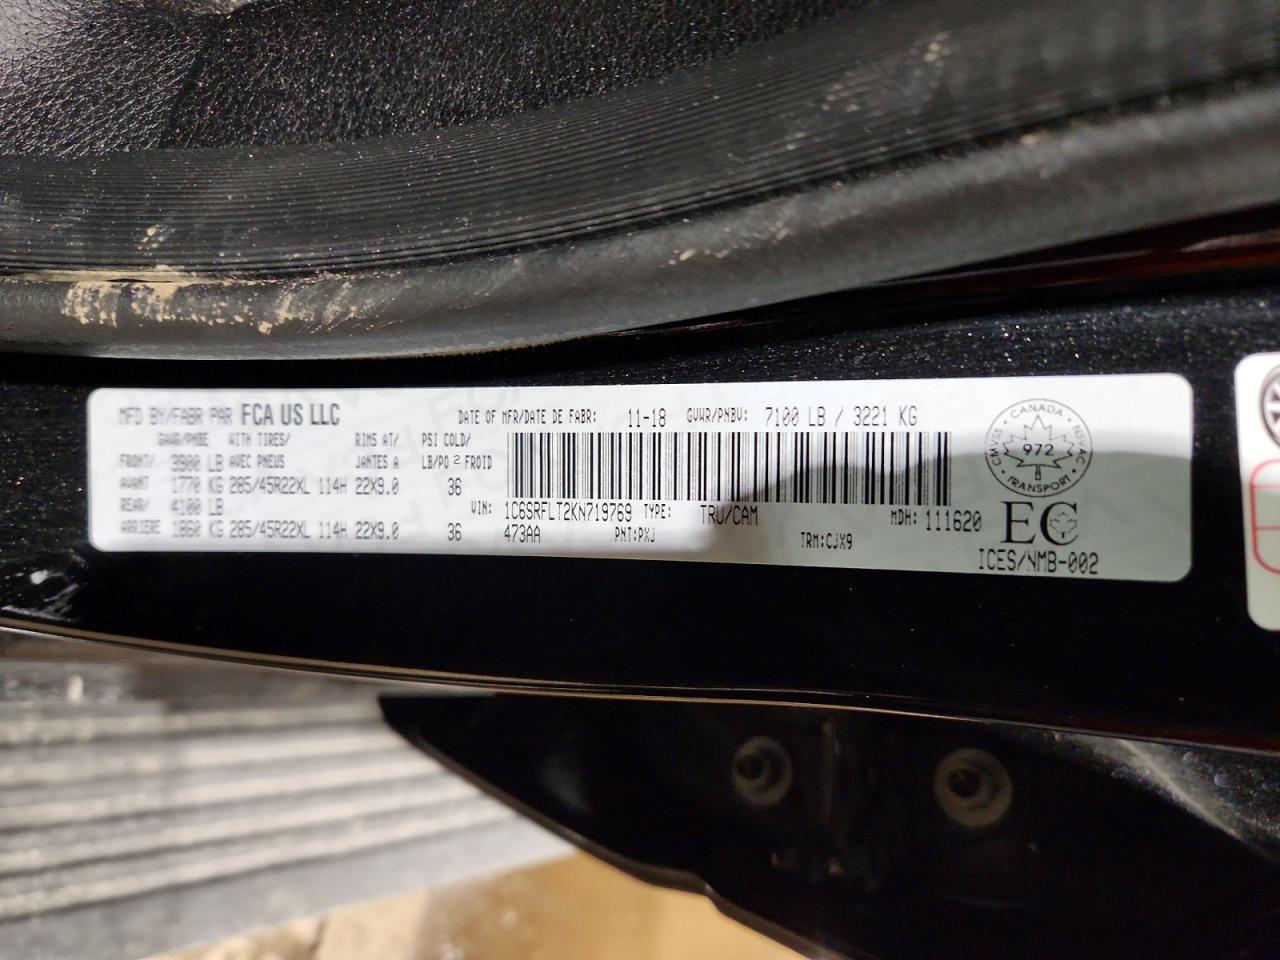 MFD BY/FABR PAR FCA US LLC DATE OF MFR/DATE DE FABR: 11-18 GVWR/PNBV: 7100 LB / 3221 KG
GAWR/PNBE WITH TIRES/ RIMS AT/ PSI COLD/
FRONT/ 3900 LB AVEC PNEUS JANTES A LB/PO 2 FROID
AVANT 1770 KG 285/45R22XL 114H 22X9.0 36
REAR/ 4100 LB VIN: 1C6SRFLT2KN719769 TYPE: TRU/CAM MDH: 111620
ARRIERE 1860 KG 285/45R22XL 114H 22X9.0 36 473AA PNT:PXJ TRM:CJX9
CANADA
CMVSS 972 NSVAC
TRANSPORT
EC
ICES/NMB-002